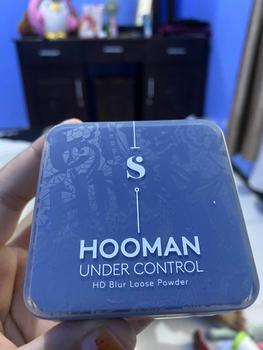 S
HOOMAN
UNDER CONTROL
HD Blur Loose Powder